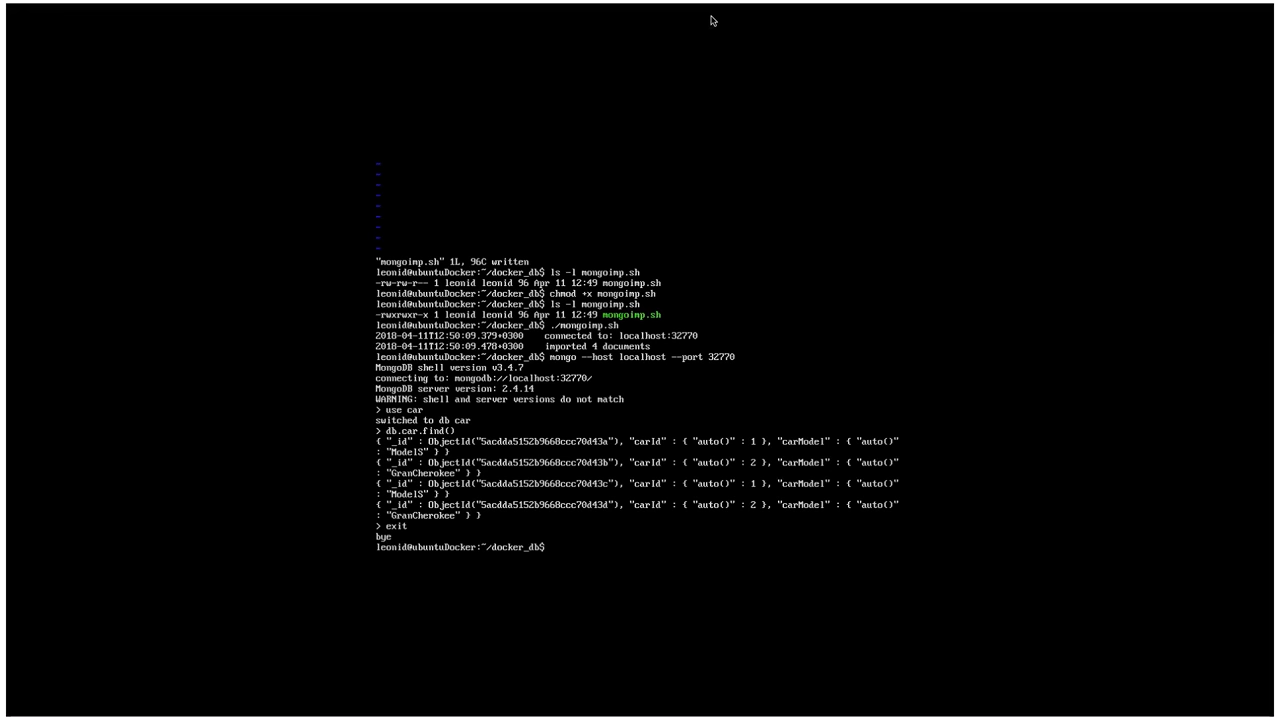 ~
~
~
~
~
~
~
~
~
"mongoimp.sh" 1L, 96C written
leonid@ubuntuDocker:~/docker_db$ ls -l mongoimp.sh
-rw-rw-r-- 1 leonid leonid 96 Apr 11 12:49 mongoimp.sh
leonid@ubuntuDocker:~/docker_db$ chmod +x mongoimp.sh
leonid@ubuntuDocker:~/docker_db$ ls -l mongoimp.sh
-rwxrwxr-x 1 leonid leonid 96 Apr 11 12:49 mongoimp.sh
leonid@ubuntuDocker:~/docker_db$ ./mongoimp.sh
2018-04-11T12:50:09.379+0300    connected to: localhost:32770
2018-04-11T12:50:09.478+0300    imported 4 documents
leonid@ubuntuDocker:~/docker_db$ mongo --host localhost --port 32770
MongoDB shell version v3.4.7
connecting to: mongodb://localhost:32770/
MongoDB server version: 2.4.14
WARNING: shell and server versions do not match
> use car
switched to db car
> db.car.find()
{ "_id" : ObjectId("5acdda5152b9668ccc70d43a"), "carId" : { "auto()" : 1 }, "carModel" : { "auto()"
: "ModelS" } }
{ "_id" : ObjectId("5acdda5152b9668ccc70d43b"), "carId" : { "auto()" : 2 }, "carModel" : { "auto()"
: "GranCherokee" } }
{ "_id" : ObjectId("5acdda5152b9668ccc70d43c"), "carId" : { "auto()" : 1 }, "carModel" : { "auto()"
: "ModelS" } }
{ "_id" : ObjectId("5acdda5152b9668ccc70d43d"), "carId" : { "auto()" : 2 }, "carModel" : { "auto()"
: "GranCherokee" } }
> exit
bye
leonid@ubuntuDocker:~/docker_db$